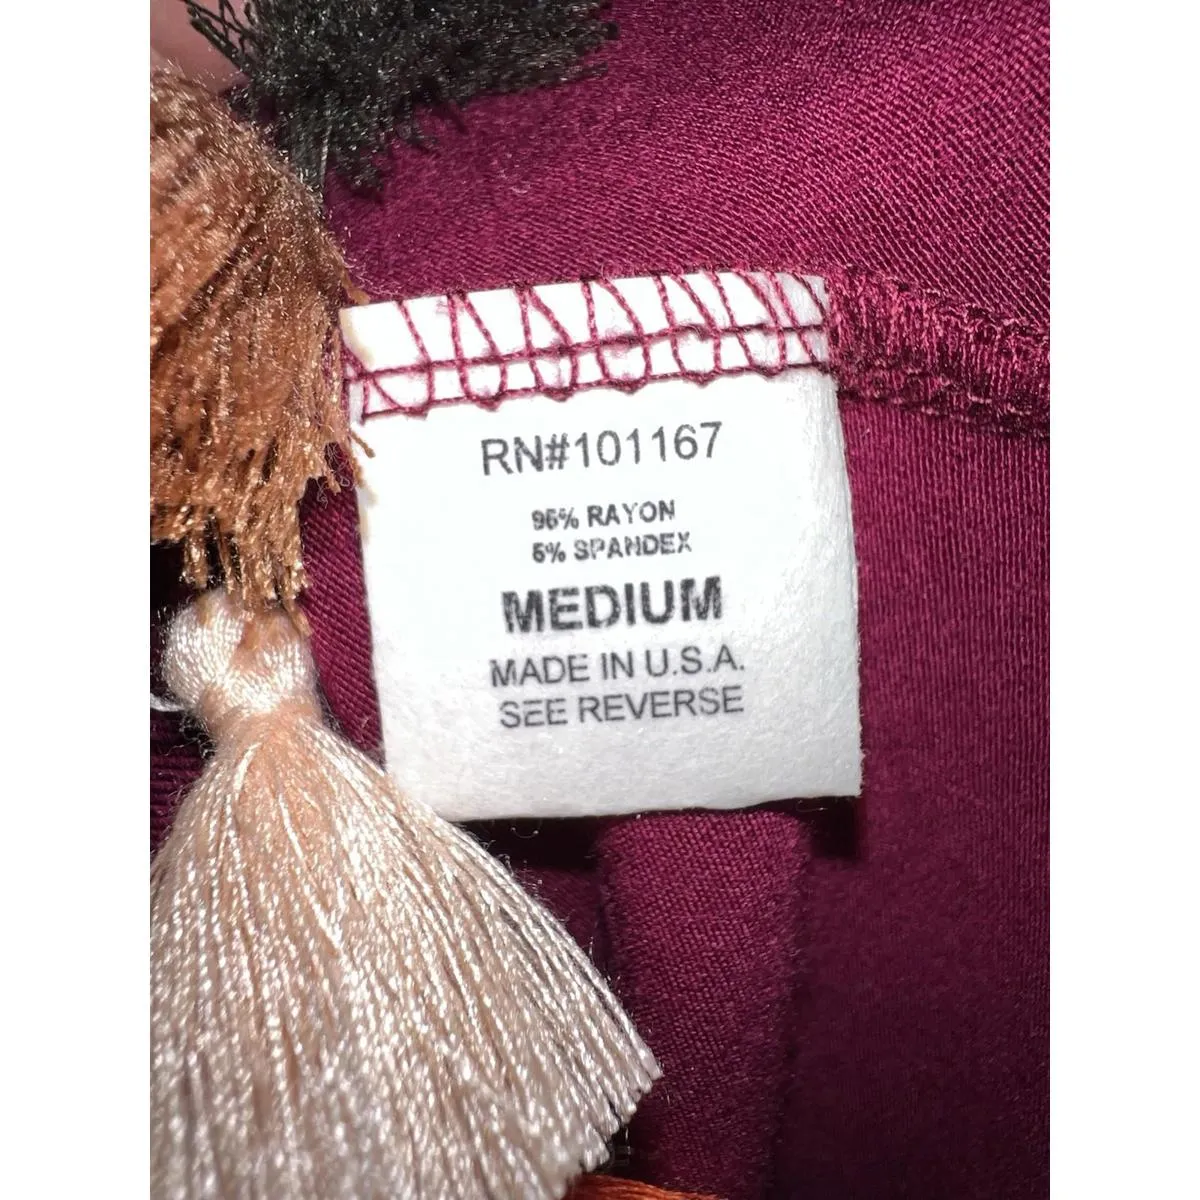 RN#101167
95% RAYON
5% SPANDEX
MEDIUM
MADE IN U.S.A.
SEE REVERSE